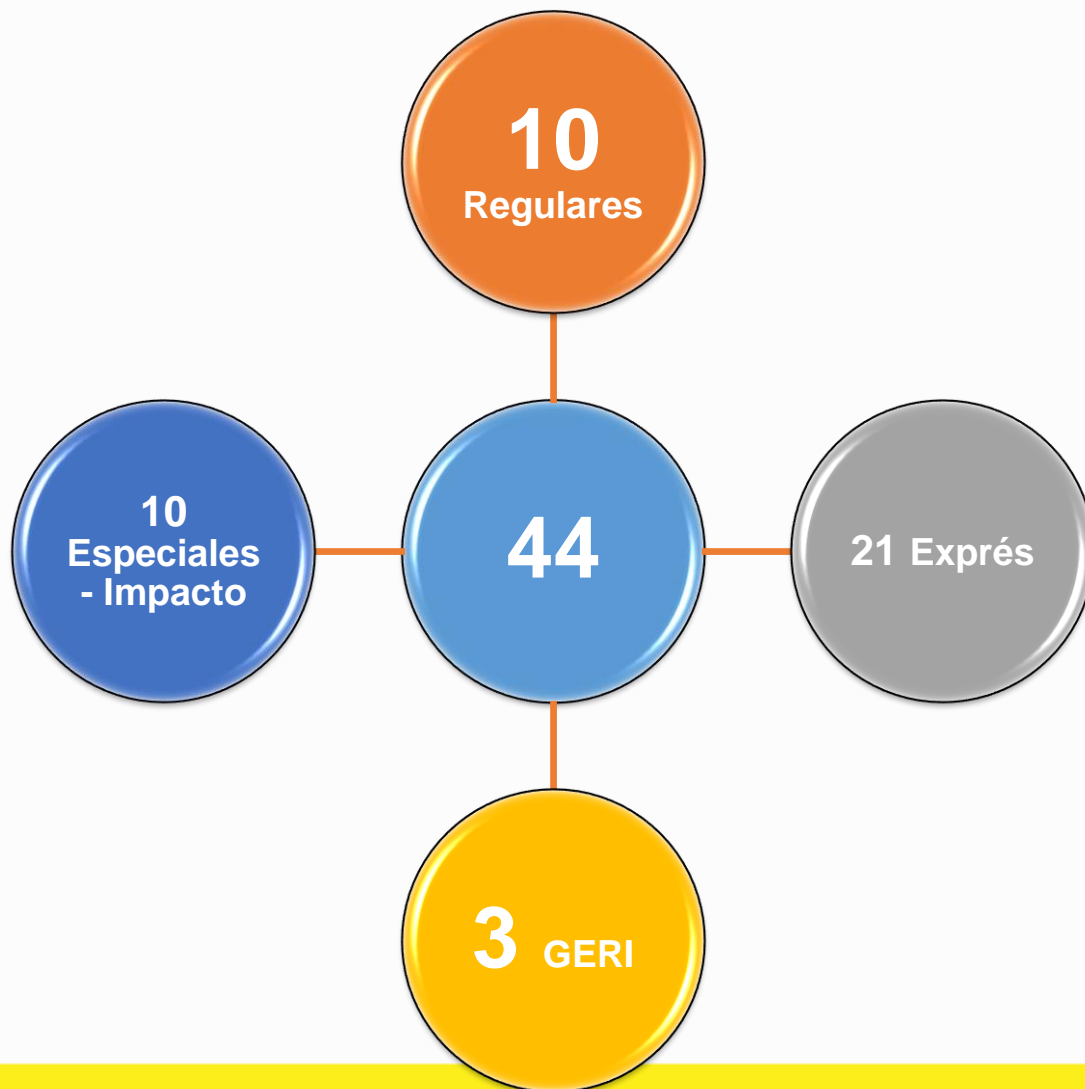 10
Regulares
10
Especiales
- Impacto
44
21 Exprés
3 GERI